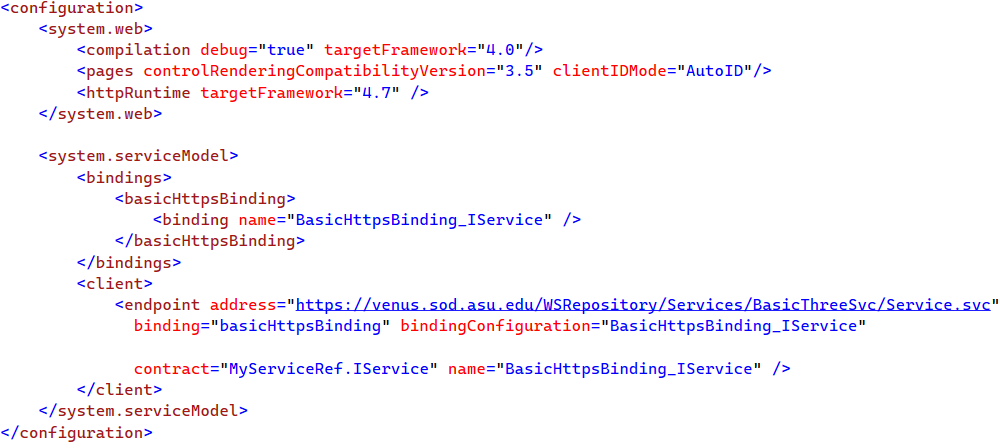 <configuration>
    <system.web>
        <compilation debug="true" targetFramework="4.0"/>
        <pages controlRenderingCompatibilityVersion="3.5" clientIDMode="AutoID"/>
        <httpRuntime targetFramework="4.7" />
    </system.web>

    <system.serviceModel>
        <bindings>
            <basicHttpsBinding>
                <binding name="BasicHttpsBinding_IService" />
            </basicHttpsBinding>
        </bindings>
        <client>
            <endpoint address="https://venus.sod.asu.edu/WSRepository/Services/BasicThreeSvc/Service.svc"
              binding="basicHttpsBinding" bindingConfiguration="BasicHttpsBinding_IService"

              contract="MyServiceRef.IService" name="BasicHttpsBinding_IService" />
        </client>
    </system.serviceModel>
</configuration>